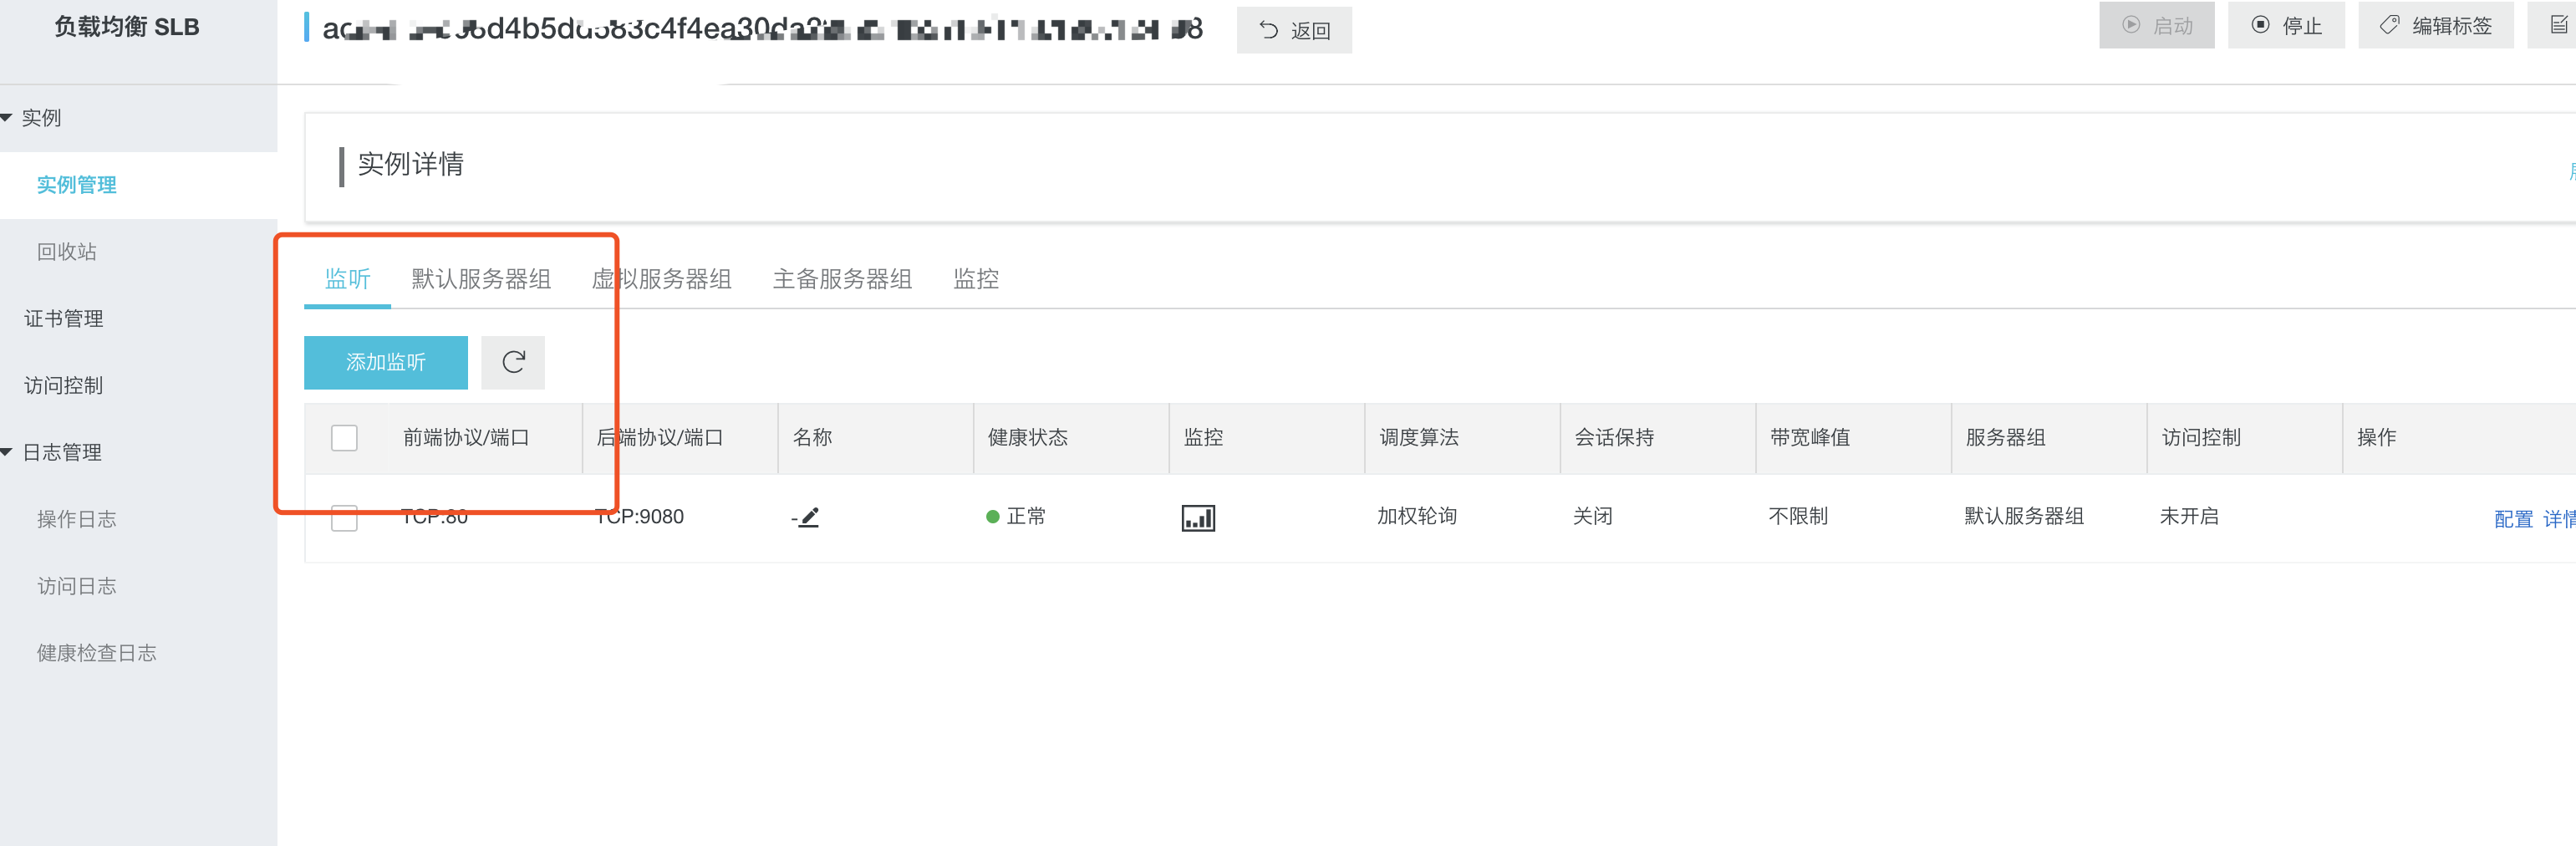 负载均衡 SLB
返回
启动
停止
编辑标签
实例
实例管理
回收站
证书管理
访问控制
日志管理
操作日志
访问日志
健康检查日志
实例详情
监听 默认服务器组 虚拟服务器组 主备服务器组 监控
添加监听
前端协议/端口 后端协议/端口 名称 健康状态 监控 调度算法 会话保持 带宽峰值 服务器组 访问控制 操作
TCP:80 TCP:9080 - 正常 加权轮询 关闭 不限制 默认服务器组 未开启 配置 详情